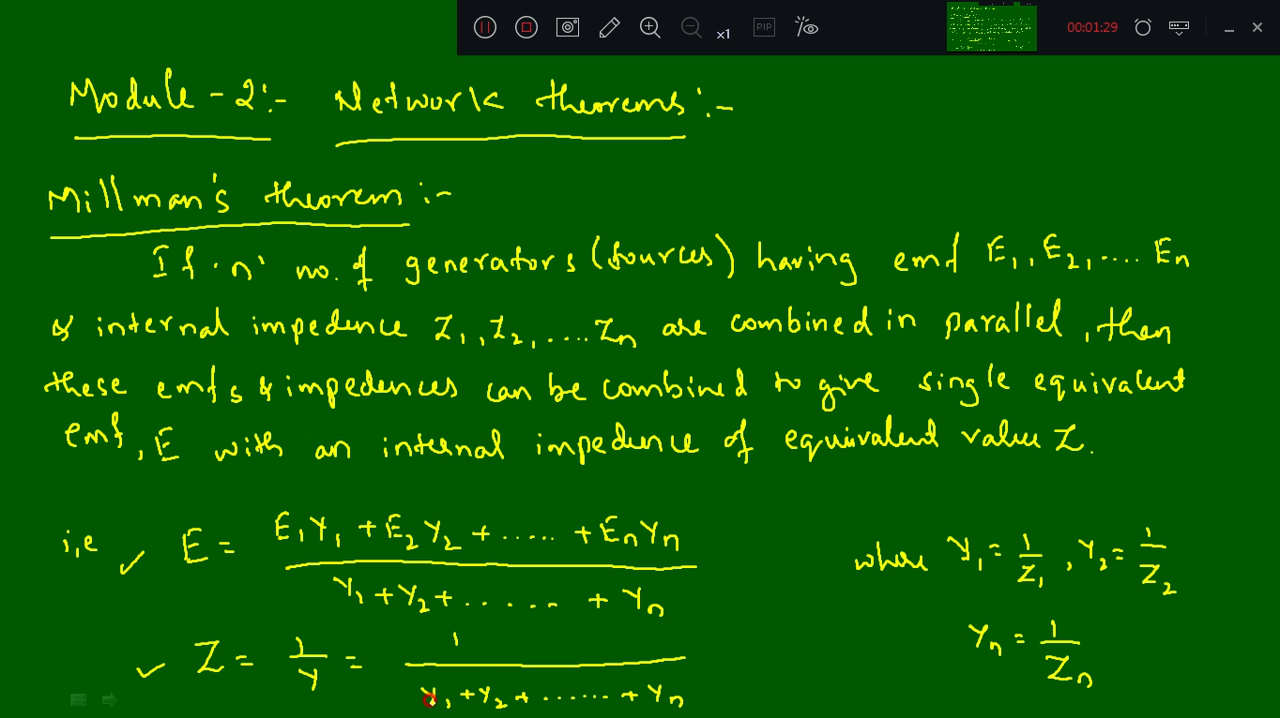 x1
PIP
00:01:29
Module-2:- Network theorems:-
Millman's theorem:-
If 'n' no. of generators (sources) having emf E1, E2, .... En
& internal impedence Z1, Z2, .... Zn are combined in parallel, then
these emfs & impedences can be combined to give single equivalent
emf, E with an internal impedence of equivalent value Z.
i,e ✓ E = (E1Y1 + E2Y2 + ..... + EnYn) / (Y1 + Y2 + ...... + Yn) where Y1 = 1/Z1, Y2 = 1/Z2
✓ Z = 1/Y = 1/(Y1 + Y2 + ...... + Yn) Yn = 1/Zn